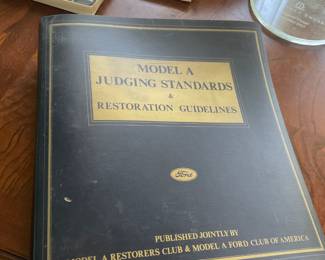 MODEL A
JUDGING STANDARDS
&
RESTORATION GUIDELINES
Ford
PUBLISHED JOINTLY BY
MODEL A RESTORERS CLUB & MODEL A FORD CLUB OF AMERICA